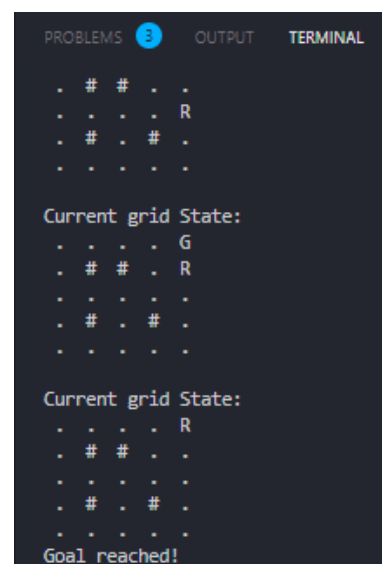 PROBLEMS 3 OUTPUT TERMINAL
. # # . .
. . . . R
. # . # .
. . . . .
Current grid State:
. . . . G
. # # . R
. . . . .
. # . # .
. . . . .
Current grid State:
. . . . R
. # # . .
. . . . .
. # . # .
. . . . .
Goal reached!